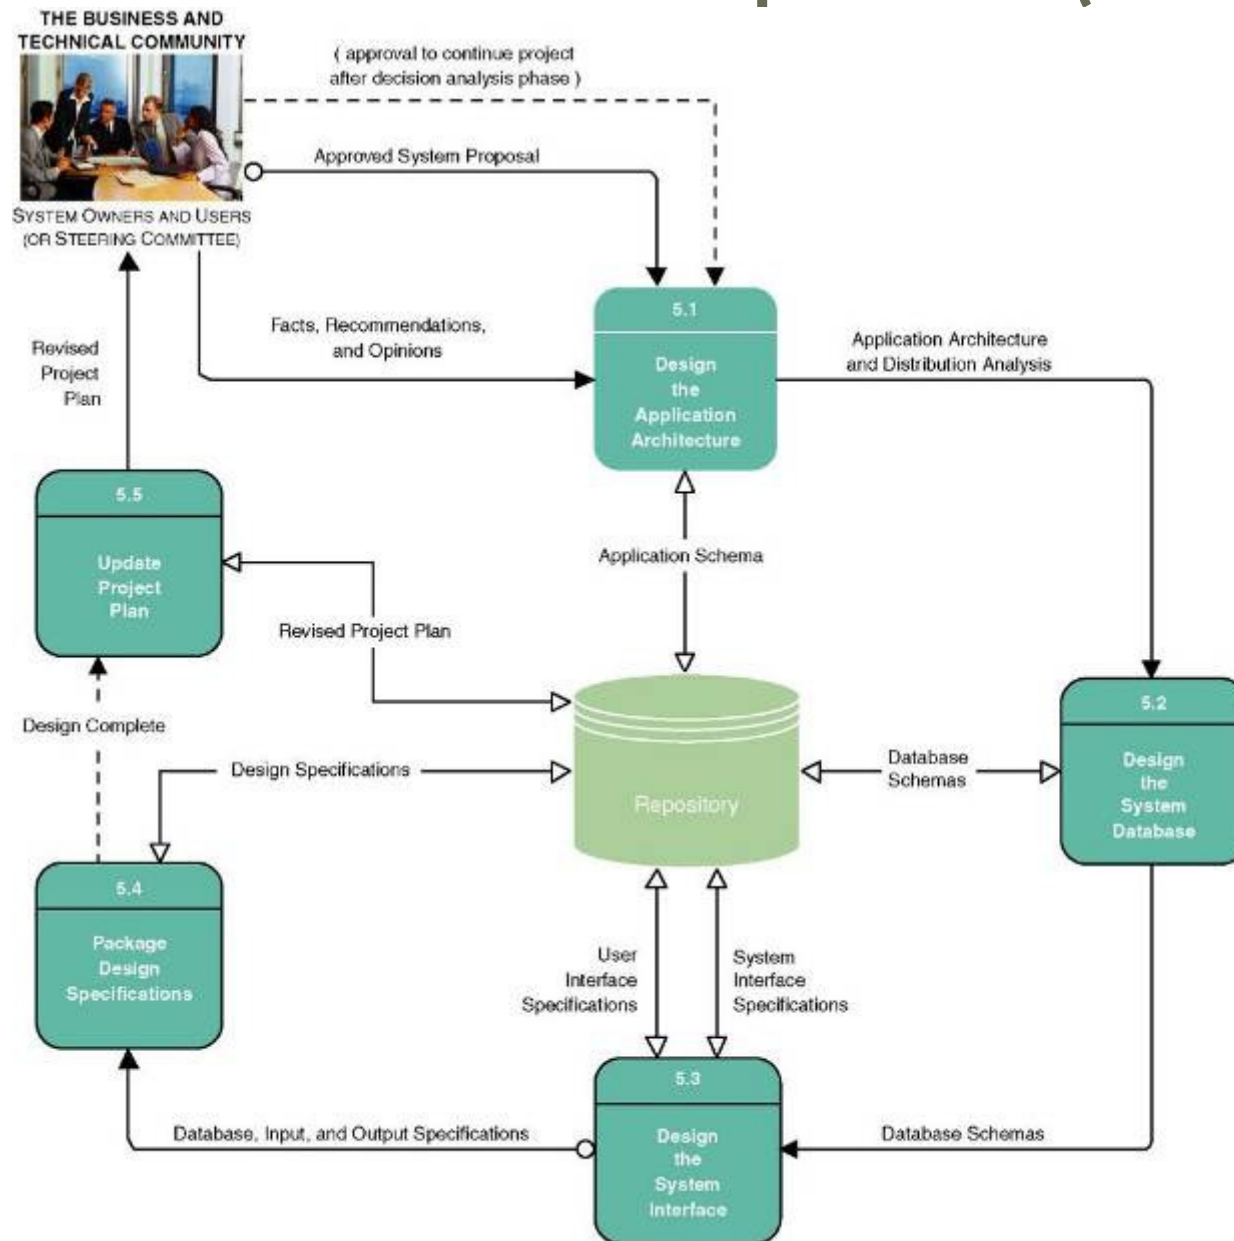 THE BUSINESS AND
TECHNICAL COMMUNITY
SYSTEM OWNERS AND USERS
(OR STEERING COMMITTEE)
( approval to continue project
after decision analysis phase )
Approved System Proposal
Facts, Recommendations,
and Opinions
5.1
Design
the
Application
Architecture
Application Architecture
and Distribution Analysis
Revised
Project
Plan
5.5
Update
Project
Plan
Application Schema
Revised Project Plan
Design Complete
Design Specifications
Repository
Database
Schemas
5.2
Design
the
System
Database
5.4
Package
Design
Specifications
User
Interface
Specifications
System
Interface
Specifications
5.3
Design
the
System
Interface
Database, Input, and Output Specifications
Database Schemas